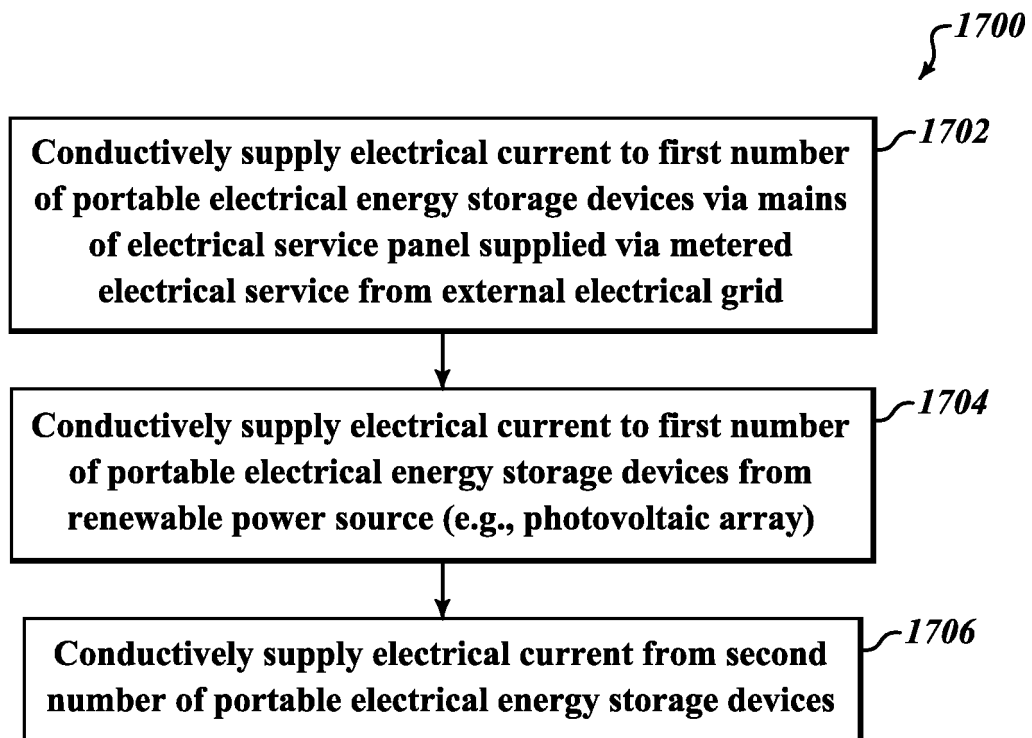 1700
1702
Conductively supply electrical current to first number
of portable electrical energy storage devices via mains
of electrical service panel supplied via metered
electrical service from external electrical grid
1704
Conductively supply electrical current to first number
of portable electrical energy storage devices from
renewable power source (e.g., photovoltaic array)
1706
Conductively supply electrical current from second
number of portable electrical energy storage devices